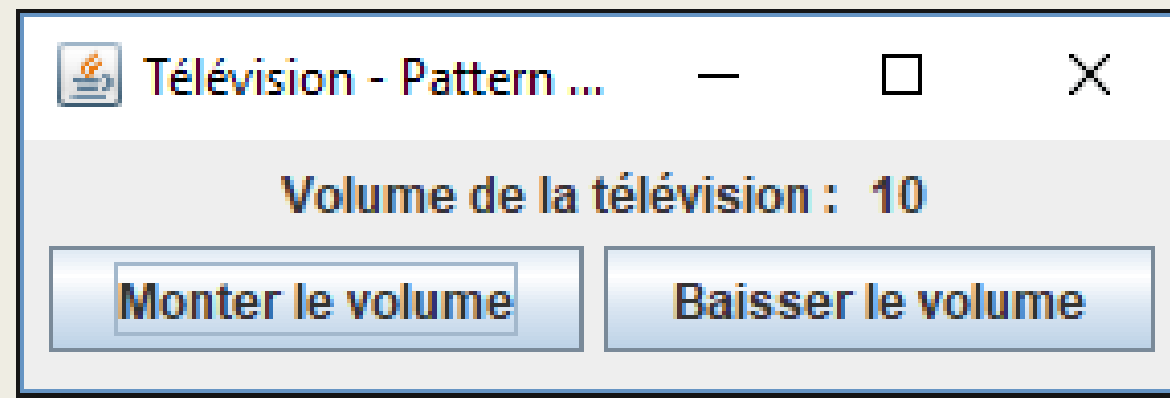 Télévision - Pattern ...
Volume de la télévision : 10
Monter le volume Baisser le volume